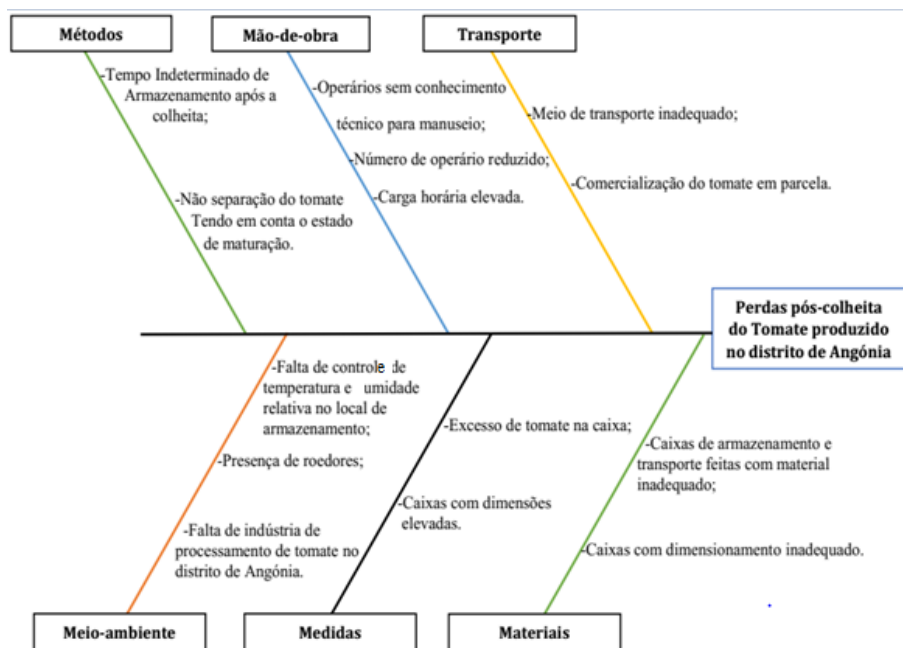 Métodos
Mão-de-obra
Transporte
-Tempo Indeterminado de
Armazenamento após a
colheita;
-Não separação do tomate
Tendo em conta o estado
de maturação.
-Operários sem conhecimento
técnico para manuseio;
-Número de operário reduzido;
-Carga horária elevada.
-Meio de transporte inadequado;
-Comercialização do tomate em parcela.
Perdas pós-colheita
do Tomate produzido
no distrito de Angónia
-Falta de controle de
temperatura e umidade
relativa no local de
armazenamento;
-Presença de roedores;
-Falta de indústria de
processamento de tomate no
distrito de Angónia.
-Excesso de tomate na caixa;
-Caixas com dimensões
elevadas.
-Caixas de armazenamento e
transporte feitas com material
inadequado;
-Caixas com dimensionamento inadequado.
Meio-ambiente
Medidas
Materiais